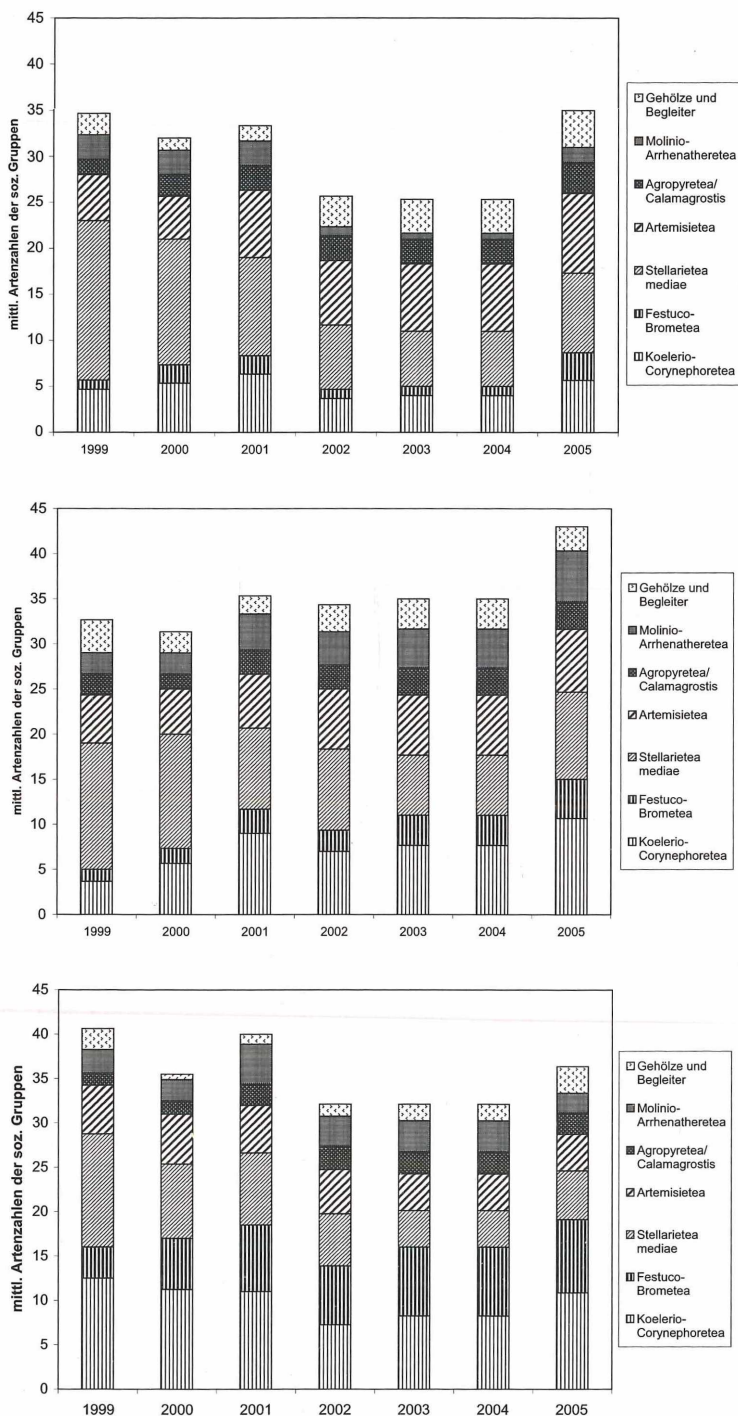 mittl. Artenzahlen der soz. Gruppen
45
40
35
30
25
20
15
10
5
0
1999 2000 2001 2002 2003 2004 2005
Gehölze und
Begleiter
Molinio-
Arrhenatheretea
Agropyretea/
Calamagrostis
Artemisietea
Stellarietea
mediae
Festuco-
Brometea
Koelerio-
Corynephoretea
mittl. Artenzahlen der soz. Gruppen
45
40
35
30
25
20
15
10
5
0
1999 2000 2001 2002 2003 2004 2005
Gehölze und
Begleiter
Molinio-
Arrhenatheretea
Agropyretea/
Calamagrostis
Artemisietea
Stellarietea
mediae
Festuco-
Brometea
Koelerio-
Corynephoretea
mittl. Artenzahlen der soz. Gruppen
45
40
35
30
25
20
15
10
5
0
1999 2000 2001 2002 2003 2004 2005
Gehölze und
Begleiter
Molinio-
Arrhenatheretea
Agropyretea/
Calamagrostis
Artemisietea
Stellarietea
mediae
Festuco-
Brometea
Koelerio-
Corynephoretea